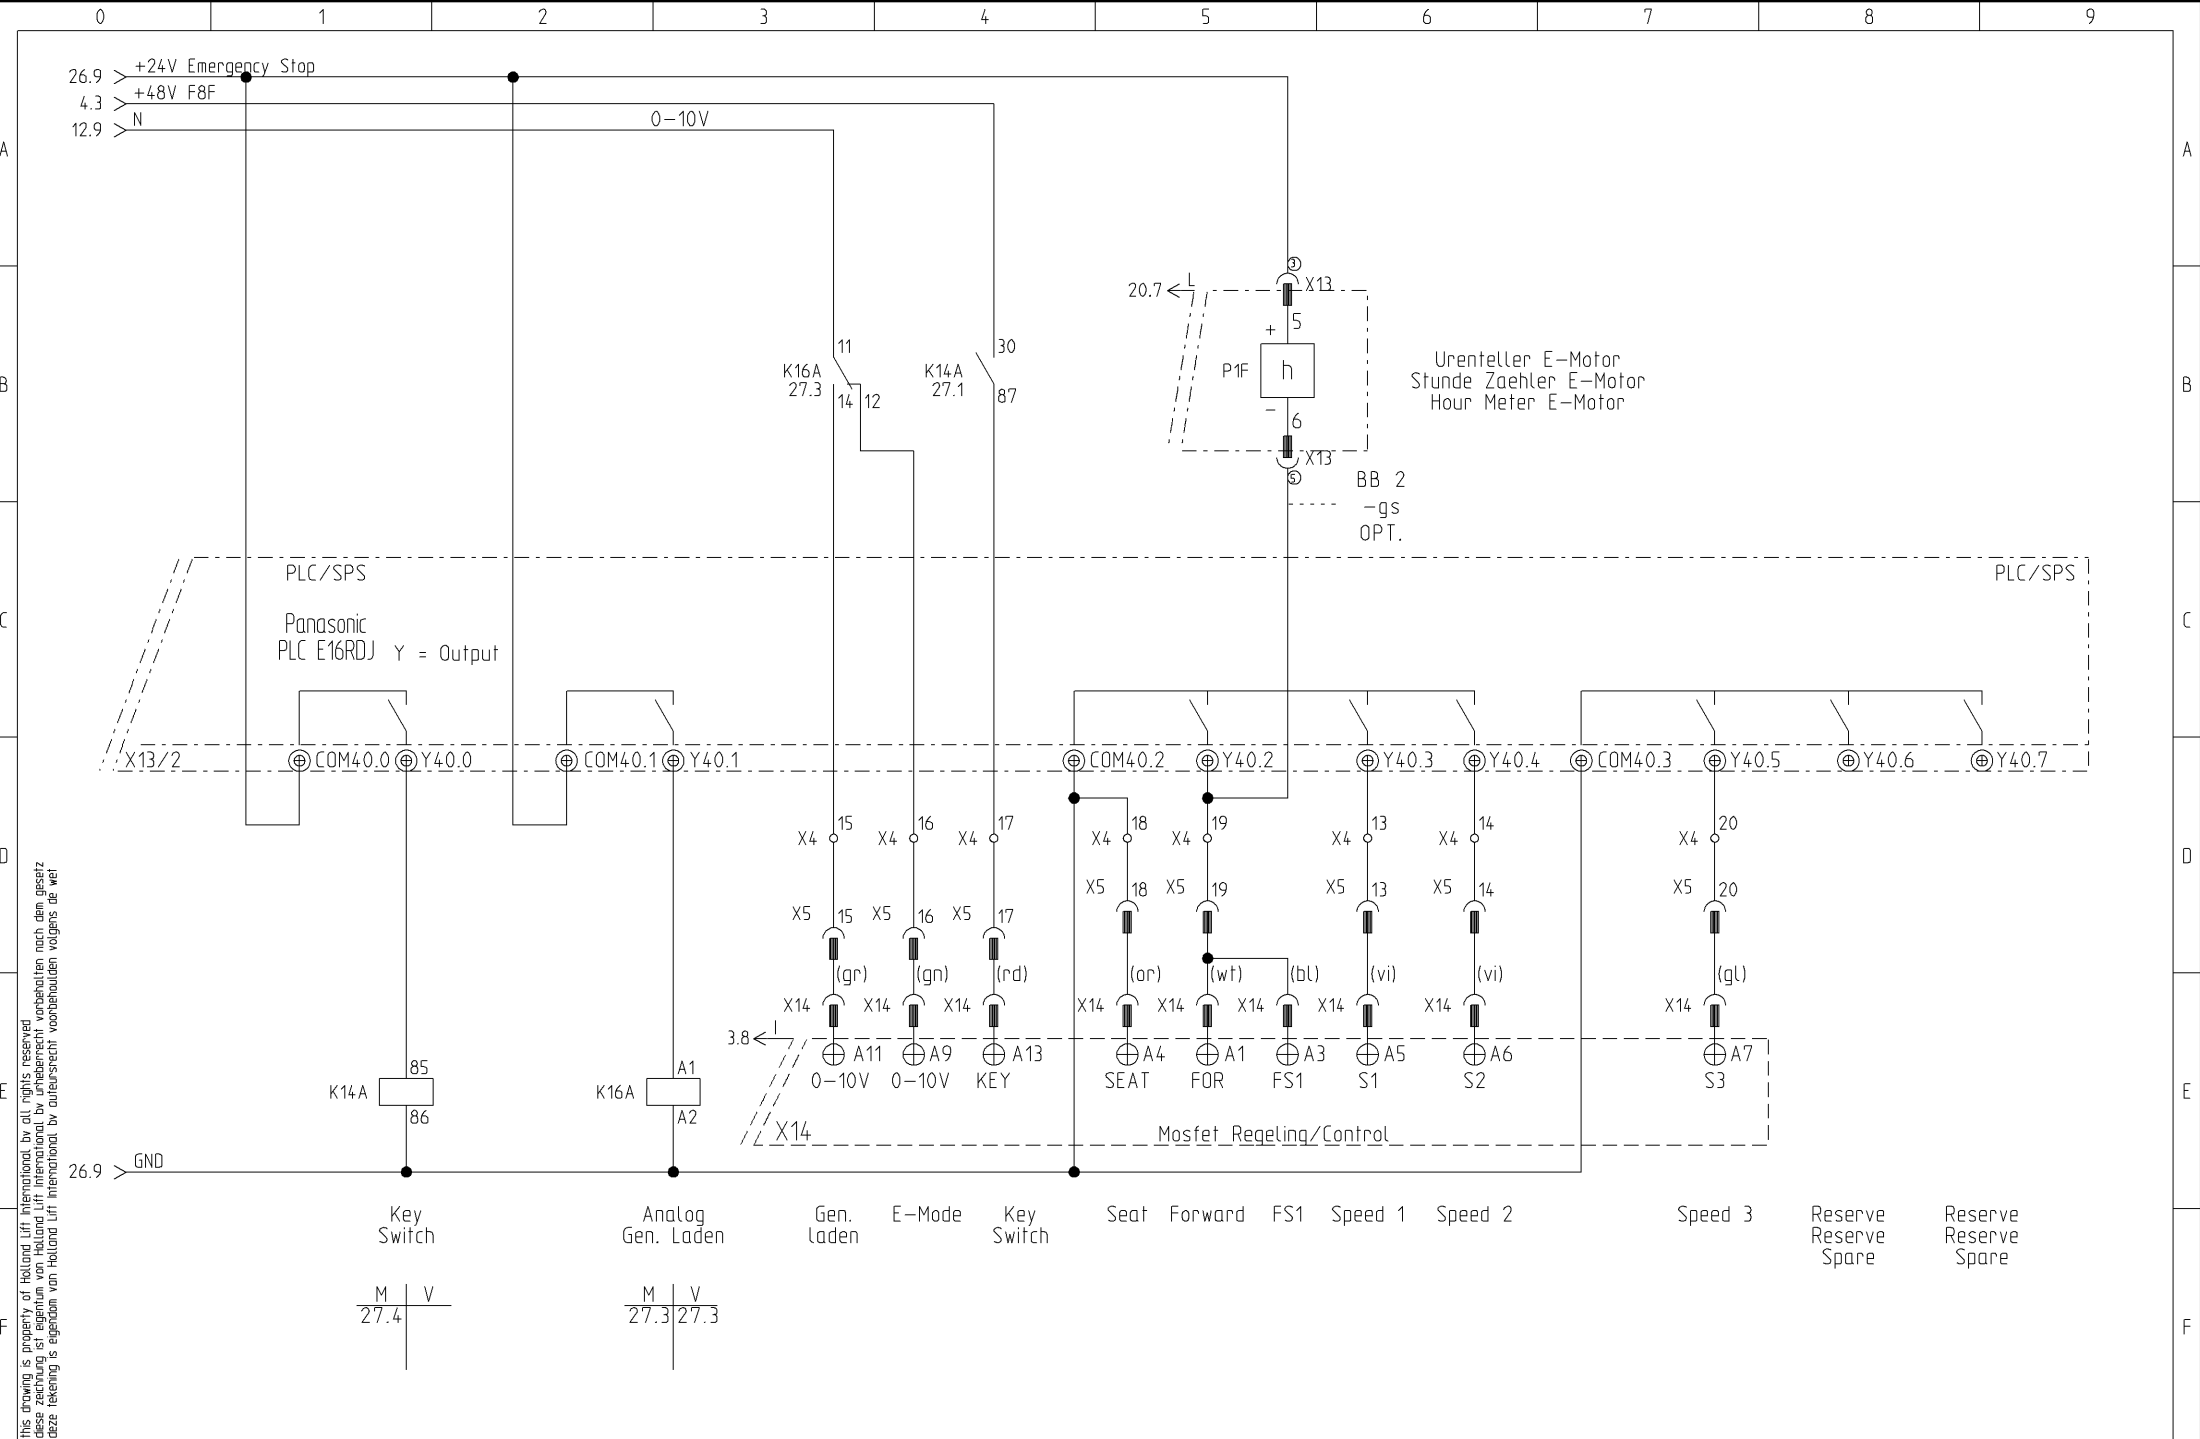 0 1 2 3 4 5 6 7 8 9
26.9 +24V Emergency Stop
4.3 +48V F8F
12.9 N 0-10V
A A
3
20.7 L X13
5
+
11 30
K16A K14A P1F h
27.3 27.1
14 12 87
-
6
X13
5
Urenteller E-Motor
Stunde Zaehler E-Motor
Hour Meter E-Motor
B B
BB 2
-gs
OPT.
PLC/SPS PLC/SPS
C C
Panasonic
PLC E16RDJ Y = Output
X13/2 COM40.0 Y40.0 COM40.1 Y40.1 COM40.2 Y40.2 Y40.3 Y40.4 COM40.3 Y40.5 Y40.6 Y40.7
15 16 17 18 19 13 14 20
X4 X4 X4 X4 X4 X4 X4 X4
D D
X5 18 X5 19 X5 13 X5 14 X5 20
X5 15 X5 16 X5 17
(gr) (gn) (rd) (or) (wt) (bl) (vi) (vi) (gl)
X14 X14 X14 X14 X14 X14 X14 X14 X14
3.8 I
A11 A9 A13 A4 A1 A3 A5 A6 A7
0-10V 0-10V KEY SEAT FOR FS1 S1 S2 S3
85 A1
K14A K16A
86 A2
E E
X14 Mosfet Regeling/Control
26.9 GND
Key
Switch
Analog
Gen. Laden
Gen.
laden
E-Mode
Key
Switch
Seat Forward FS1 Speed 1 Speed 2 Speed 3
Reserve
Reserve
Spare
Reserve
Reserve
Spare
M V
27.4
M V
27.3 27.3
F F
this drawing is property of Holland Lift International bv all rights reserved
diese zeichnung ist eigentum von Holland Lift International bv urheberrecht vorbehalten nach dem gesetz
deze tekening is eigendom van Holland Lift International bv auteursrecht voorbehoulden volgens de wet